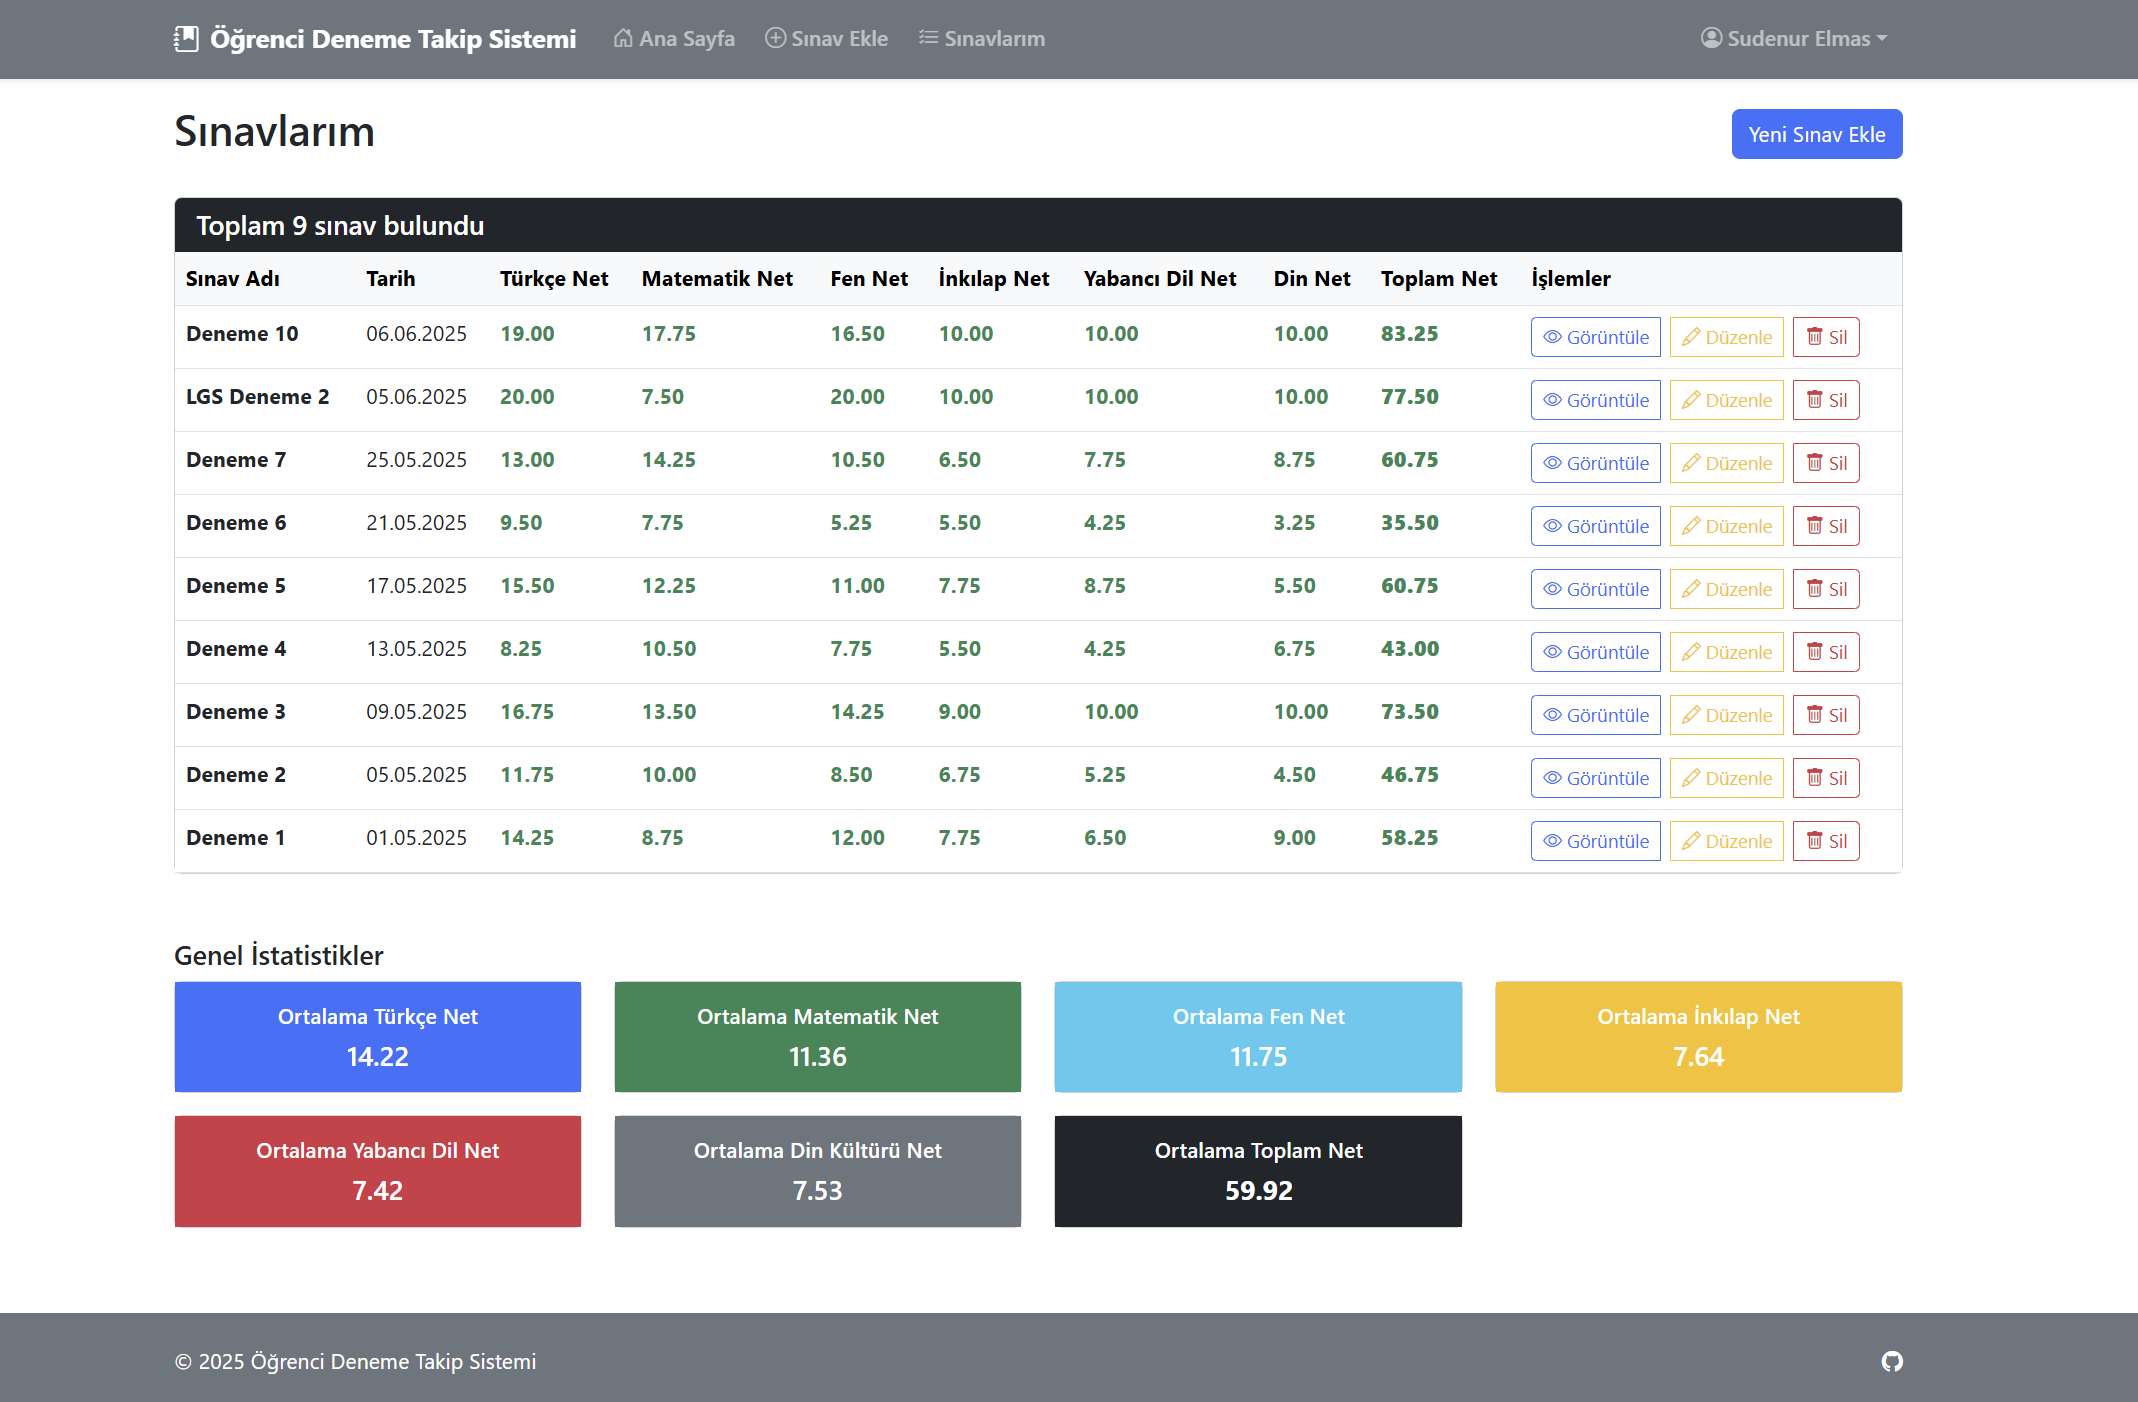 Öğrenci Deneme Takip Sistemi Ana Sayfa Sınav Ekle Sınavlarım Sudenur Elmas
Sınavlarım Yeni Sınav Ekle
Toplam 9 sınav bulundu
Sınav Adı Tarih Türkçe Net Matematik Net Fen Net İnkılap Net Yabancı Dil Net Din Net Toplam Net İşlemler
Deneme 10 06.06.2025 19.00 17.75 16.50 10.00 10.00 10.00 83.25 Görüntüle Düzenle Sil
LGS Deneme 2 05.06.2025 20.00 7.50 20.00 10.00 10.00 10.00 77.50 Görüntüle Düzenle Sil
Deneme 7 25.05.2025 13.00 14.25 10.50 6.50 7.75 8.75 60.75 Görüntüle Düzenle Sil
Deneme 6 21.05.2025 9.50 7.75 5.25 5.50 4.25 3.25 35.50 Görüntüle Düzenle Sil
Deneme 5 17.05.2025 15.50 12.25 11.00 7.75 8.75 5.50 60.75 Görüntüle Düzenle Sil
Deneme 4 13.05.2025 8.25 10.50 7.75 5.50 4.25 6.75 43.00 Görüntüle Düzenle Sil
Deneme 3 09.05.2025 16.75 13.50 14.25 9.00 10.00 10.00 73.50 Görüntüle Düzenle Sil
Deneme 2 05.05.2025 11.75 10.00 8.50 6.75 5.25 4.50 46.75 Görüntüle Düzenle Sil
Deneme 1 01.05.2025 14.25 8.75 12.00 7.75 6.50 9.00 58.25 Görüntüle Düzenle Sil
Genel İstatistikler
Ortalama Türkçe Net Ortalama Matematik Net Ortalama Fen Net Ortalama İnkılap Net
14.22 11.36 11.75 7.64
Ortalama Yabancı Dil Net Ortalama Din Kültürü Net Ortalama Toplam Net
7.42 7.53 59.92
© 2025 Öğrenci Deneme Takip Sistemi